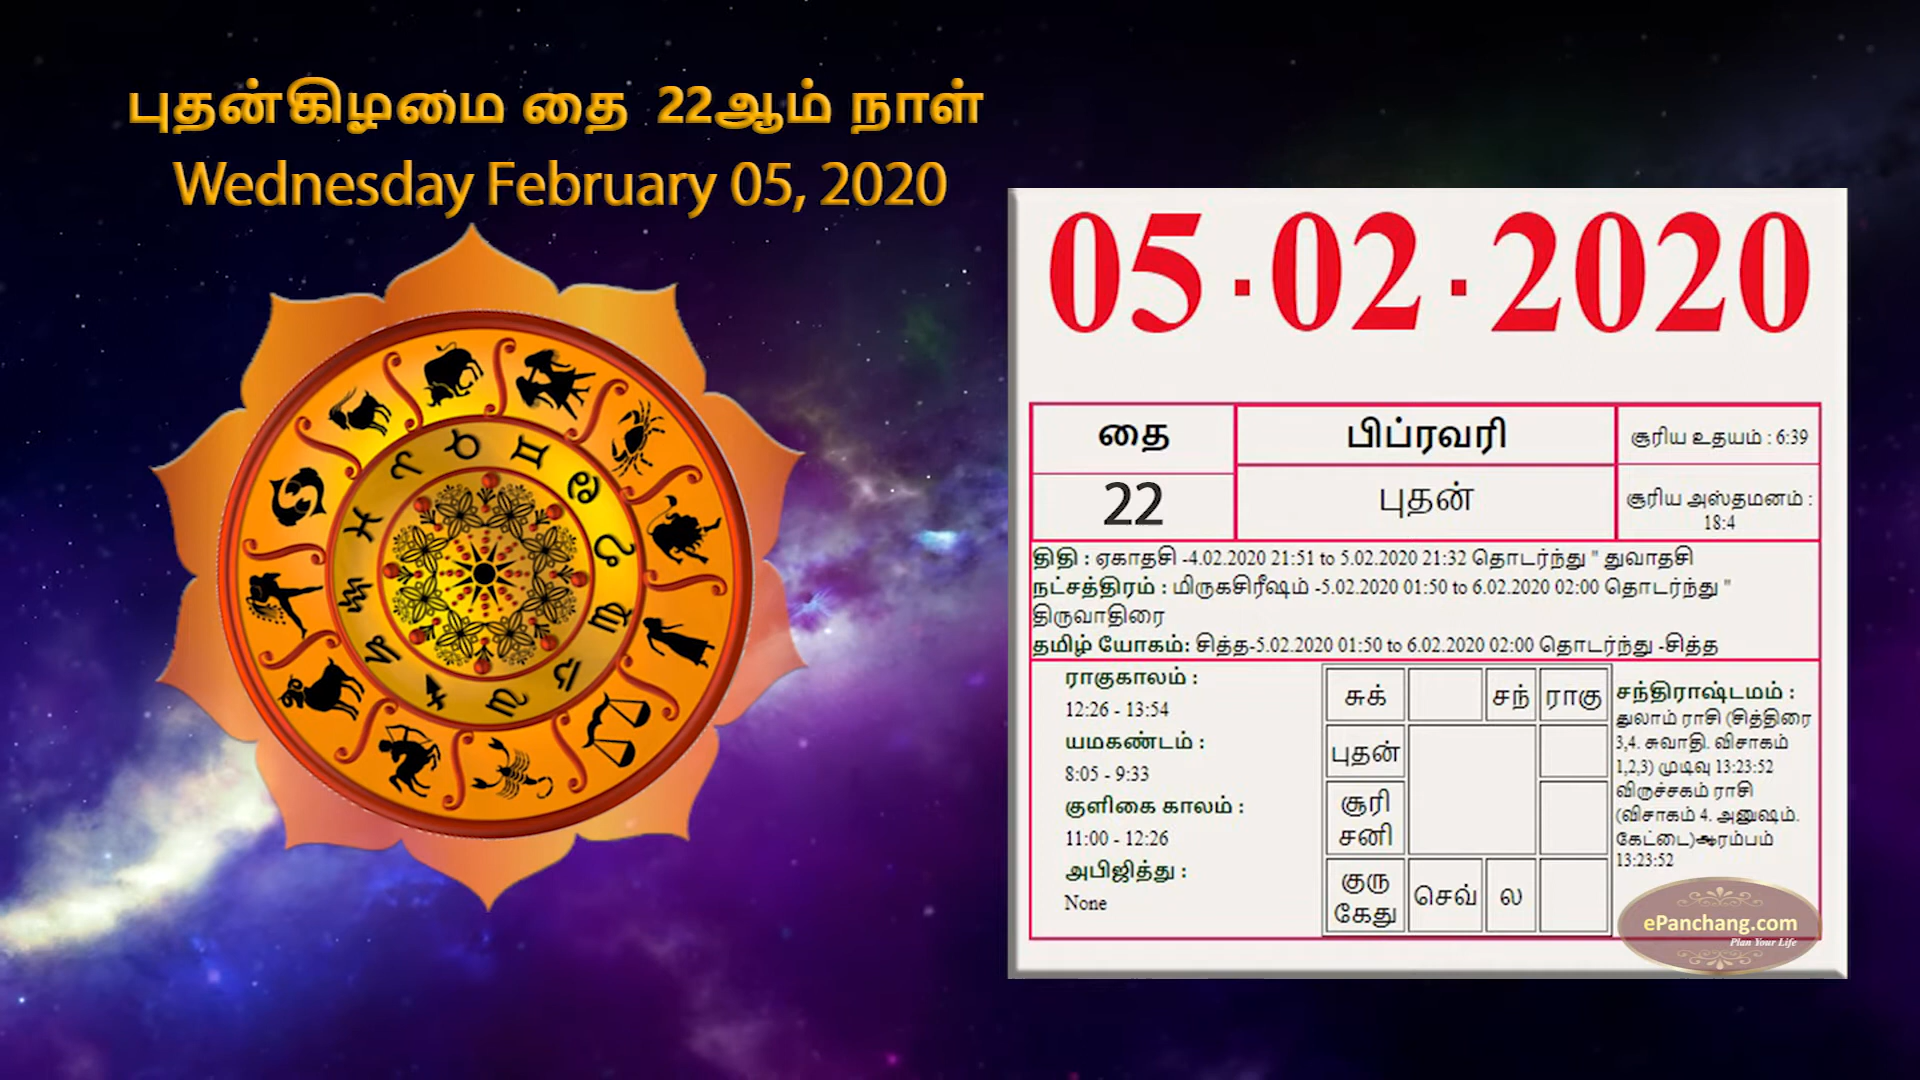 புதன்கிழமை தை 22ஆம் நாள்
Wednesday February 05, 2020
05·02·2020
தை
பிப்ரவரி
சூரிய உதயம் : 6:39
22
புதன்
சூரிய அஸ்தமனம் :
18:4
திதி : ஏகாதசி -4.02.2020 21:51 to 5.02.2020 21:32 தொடர்ந்து " துவாதசி
நட்சத்திரம் : மிருகசிரீஷம் -5.02.2020 01:50 to 6.02.2020 02:00 தொடர்ந்து "
திருவாதிரை
தமிழ் யோகம்: சித்த-5.02.2020 01:50 to 6.02.2020 02:00 தொடர்ந்து -சித்த
ராகுகாலம் :
12:26 - 13:54
யமகண்டம் :
8:05 - 9:33
குளிகை காலம் :
11:00 - 12:26
அபிஜித்து :
None
சுக்
சந்
ராகு
புதன்
சூரி
சனி
குரு
கேது
செவ்
ல
சந்திராஷ்டமம் :
துலாம் ராசி (சித்திரை
3,4. சுவாதி. விசாகம்
1,2,3) முடிவு 13:23:52
விருச்சகம் ராசி
(விசாகம் 4. அனுஷம்.
கேட்டை)ஆரம்பம்
13:23:52
ePanchang.com
Plan Your Life